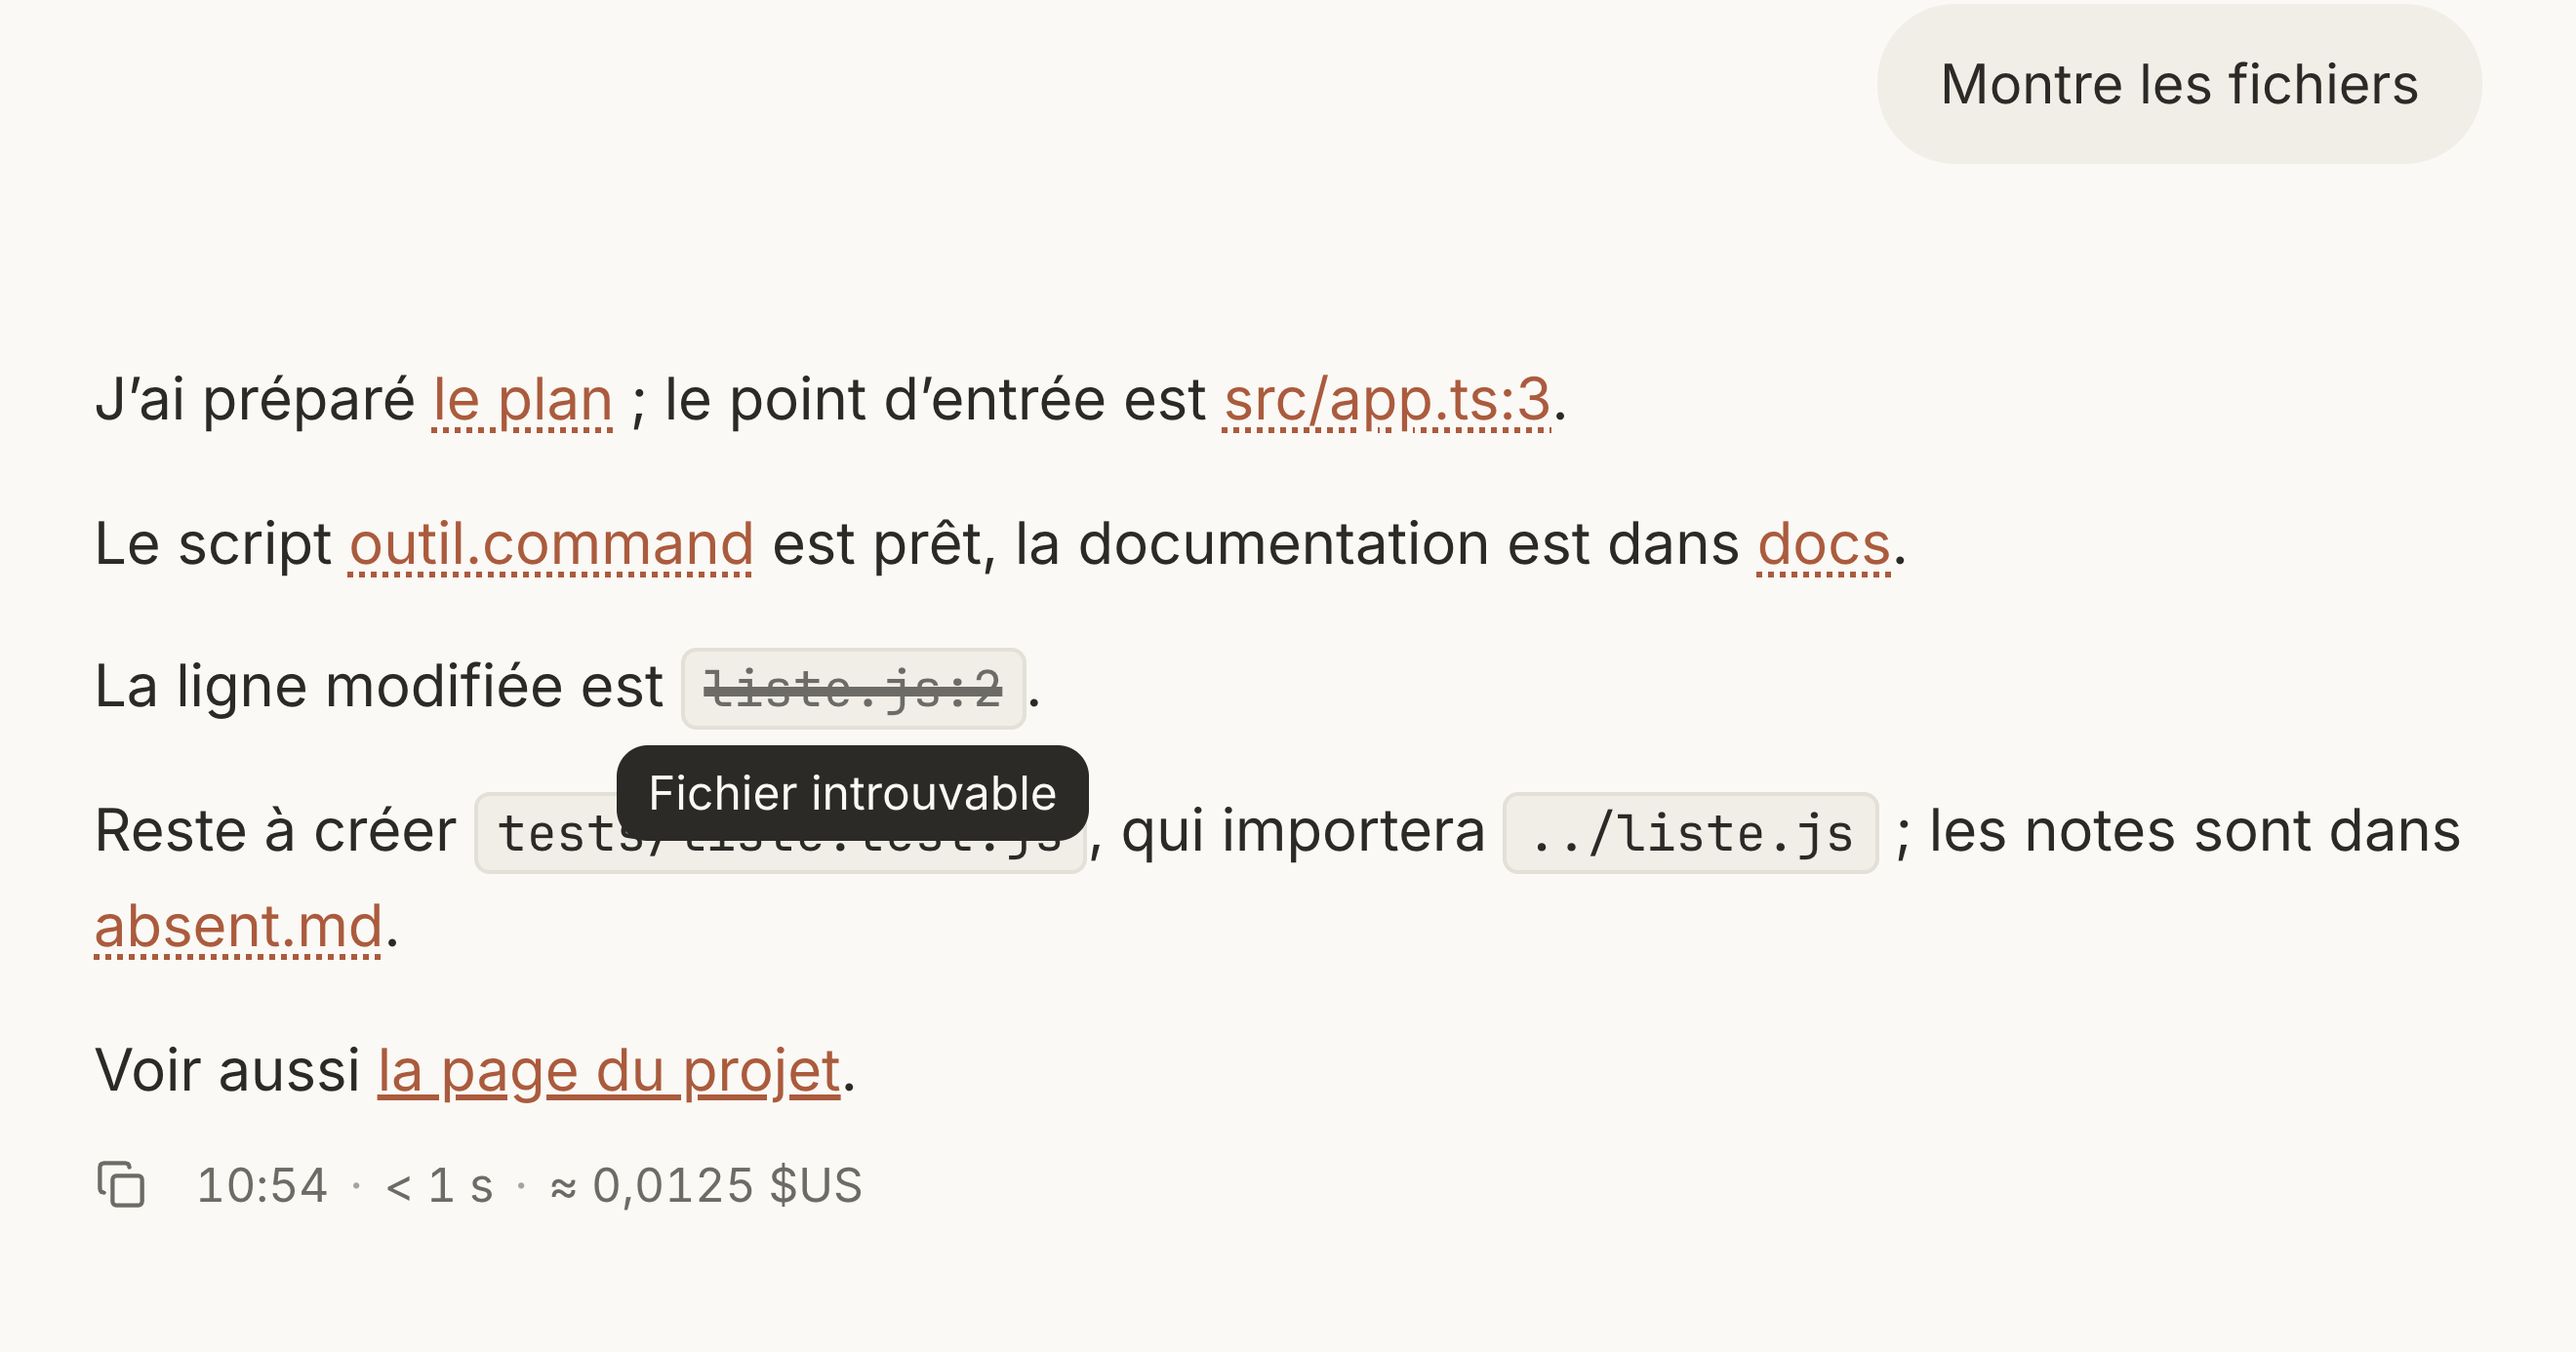 Montre les fichiers
J’ai préparé le plan ; le point d’entrée est src/app.ts:3.
Le script outil.command est prêt, la documentation est dans docs.
La ligne modifiée est liste.js:2.
Fichier introuvable
Reste à créer tests/liste.test.js, qui importera ../liste.js ; les notes sont dans
absent.md.
Voir aussi la page du projet.
10:54 · < 1 s · ≈ 0,0125 $US